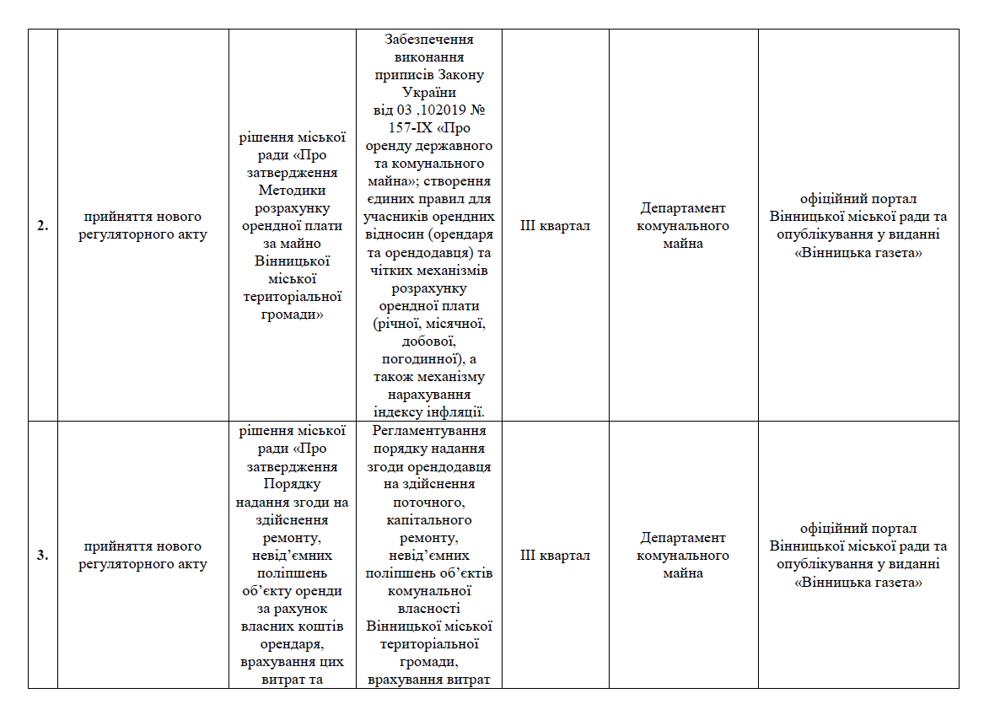 2.
прийняття нового
регуляторного акту
рішення міської
ради «Про
затвердження
Методики
розрахунку
орендної плати
за майно
Вінницької
міської
територіальної
громади»
Забезпечення
виконання
приписів Закону
України
від 03 ,102019 №
157-IX «Про
оренду державного
та комунального
майна»; створення
єдиних правил для
учасників орендних
відносин (орендаря
та орендодавця) та
чітких механізмів
розрахунку
орендної плати
(річної, місячної,
добової,
погодинної), а
також механізму
нарахування
індексу інфляції.
III квартал
Департамент
комунального
майна
офіційний портал
Вінницької міської ради та
опублікування у виданні
«Вінницька газета»
3.
прийняття нового
регуляторного акту
рішення міської
ради «Про
затвердження
Порядку
надання згоди на
здійснення
ремонту,
невід’ємних
поліпшень
об’єкту оренди
за рахунок
власних коштів
орендаря,
врахування цих
витрат та
Регламентування
порядку надання
згоди орендодавця
на здійснення
поточного,
капітального
ремонту,
невід’ємних
поліпшень об’єктів
комунальної
власності
Вінницької міської
територіальної
громади,
врахування витрат
III квартал
Департамент
комунального
майна
офіційний портал
Вінницької міської ради та
опублікування у виданні
«Вінницька газета»